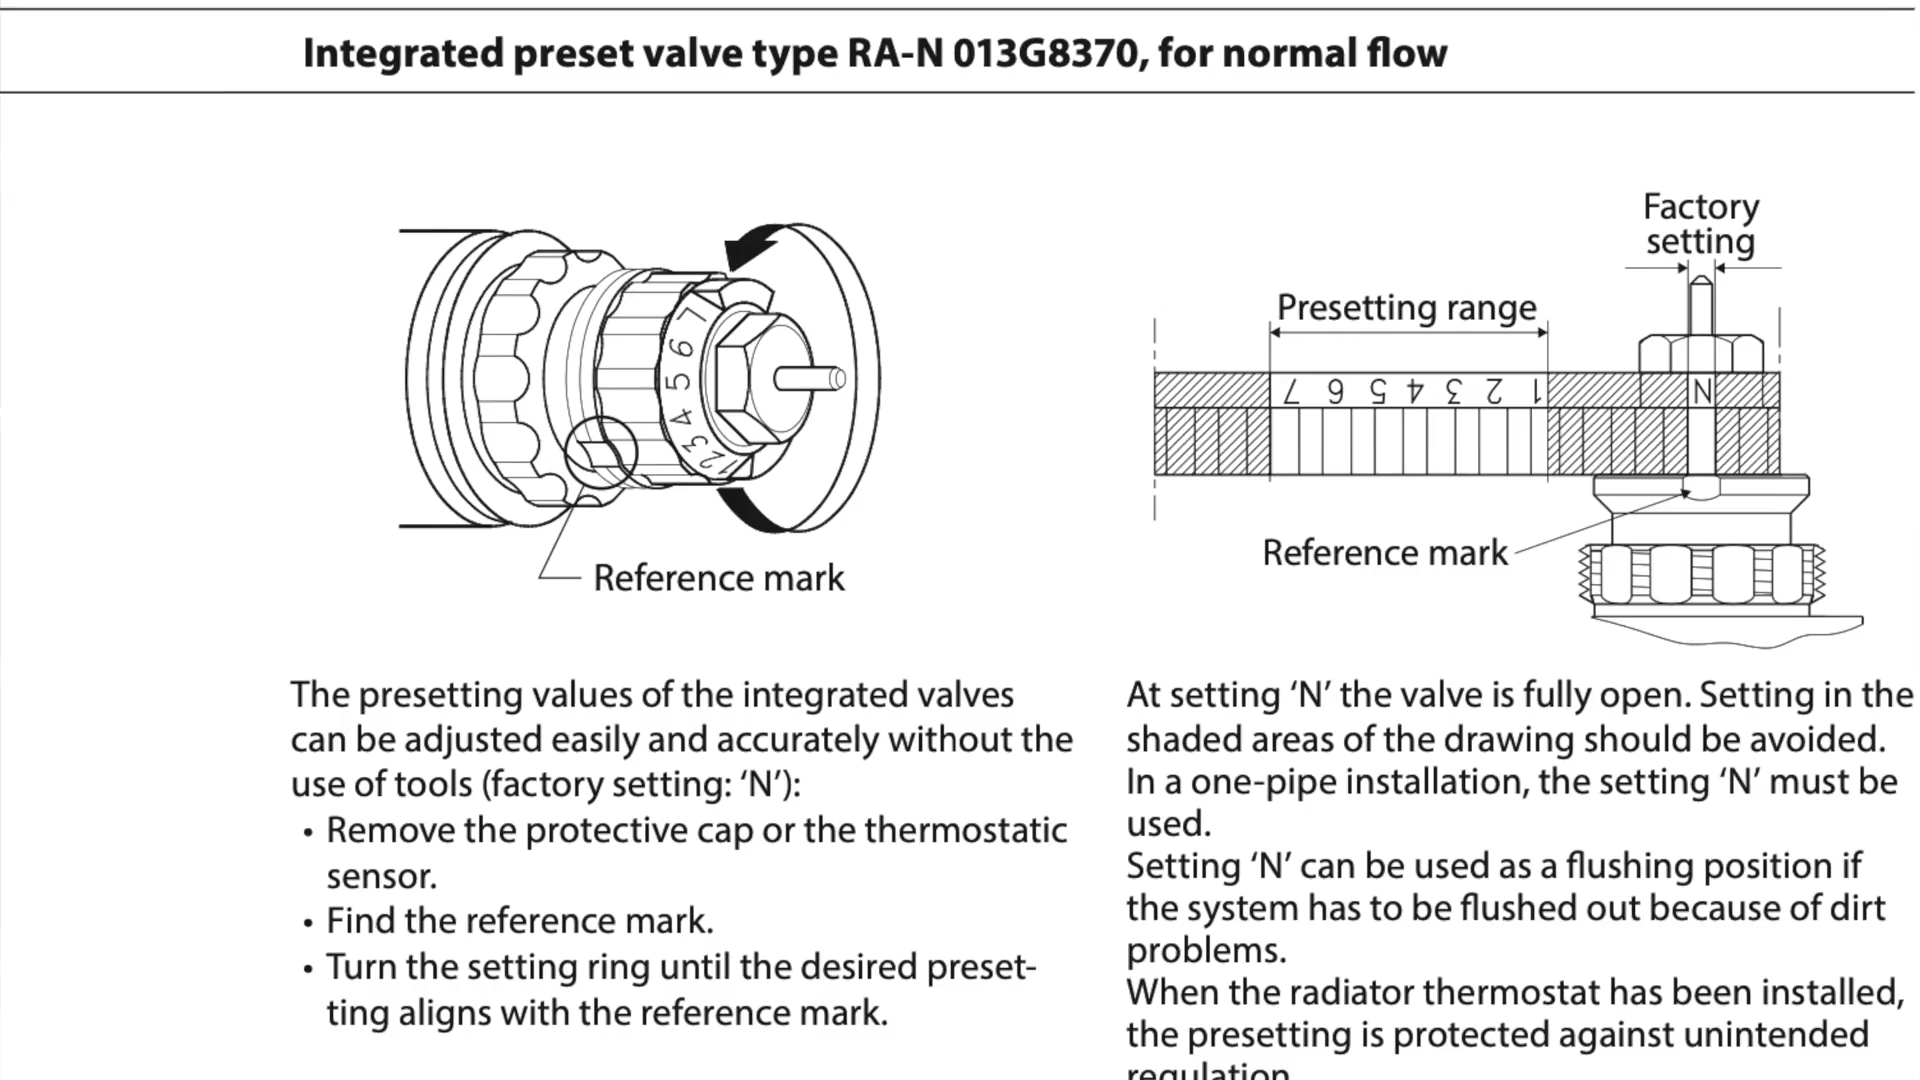 Integrated preset valve type RA-N 013G8370, for normal flow
7
6
5
4
3
2
1
Reference mark
Factory
setting
Presetting range
7 6 5 4 3 2 1 N
Reference mark
The presetting values of the integrated valves
can be adjusted easily and accurately without the
use of tools (factory setting: ‘N’):
• Remove the protective cap or the thermostatic
sensor.
• Find the reference mark.
• Turn the setting ring until the desired preset-
ting aligns with the reference mark.
At setting ‘N’ the valve is fully open. Setting in the
shaded areas of the drawing should be avoided.
In a one-pipe installation, the setting ‘N’ must be
used.
Setting ‘N’ can be used as a flushing position if
the system has to be flushed out because of dirt
problems.
When the radiator thermostat has been installed,
the presetting is protected against unintended
regulation